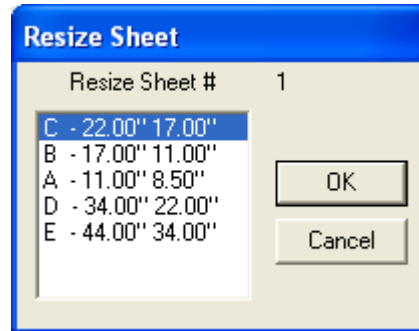 Resize Sheet
Resize Sheet # 1
C - 22.00" 17.00"
B - 17.00" 11.00"
A - 11.00" 8.50"
D - 34.00" 22.00"
E - 44.00" 34.00"
OK
Cancel